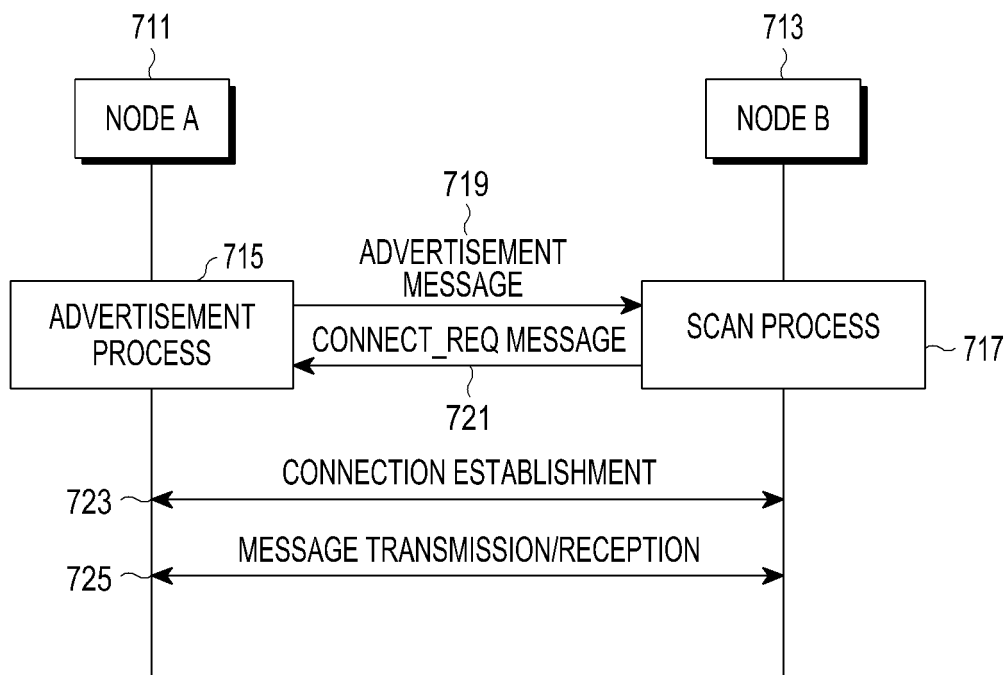 711
713
NODE A
NODE B
719
ADVERTISEMENT
MESSAGE
715
ADVERTISEMENT
PROCESS
CONNECT_REQ MESSAGE
SCAN PROCESS
717
721
CONNECTION ESTABLISHMENT
723
MESSAGE TRANSMISSION/RECEPTION
725